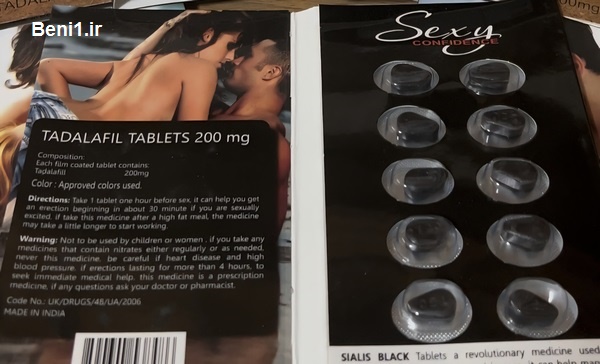 Beni1.ir
TADALAFIL TABLETS 200 mg
Composition:
Each film coated tablet contains:
Tadalafill 200mg
Color : Approved colors used.
Directions: Take 1 tablet one hour before sex, it can help you get
an erection beginning in about 30 minute if you are sexually
excited. if take this medicine after a high fat meal, the medicine
may take a little longer to start working.
Warning: Not to be used by children or women . if you take any
medicines that contain nitrates either regularly or as needed,
never this medicine. be careful if heart disease and high
blood pressure. if erections lasting for more than 4 hours, to
seek immediate medical help. this medicine is a prescription
medicine, if any questions ask your doctor or pharmacist.
Code No.: UK/DRUGS/48/UA/2006
MADE IN INDIA
Sexy
CONFIDENCE
SIALIS BLACK Tablets a revolutionary medicine used